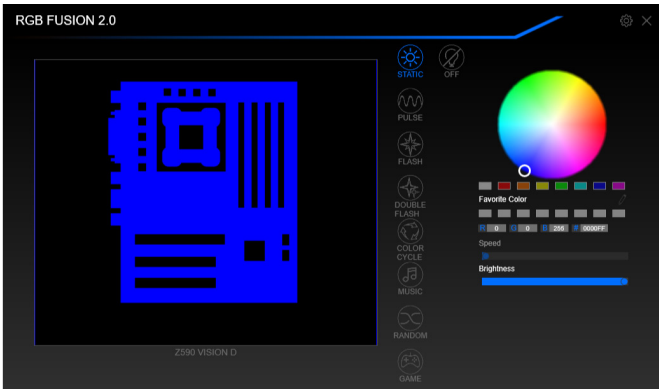 RGB FUSION 2.0
STATIC
OFF
PULSE
FLASH
DOUBLE
FLASH
COLOR
CYCLE
MUSIC
RANDOM
GAME
Favorite Color
R 0 G 0 B 255 # 0000FF
Speed
Brightness
Z590 VISION D